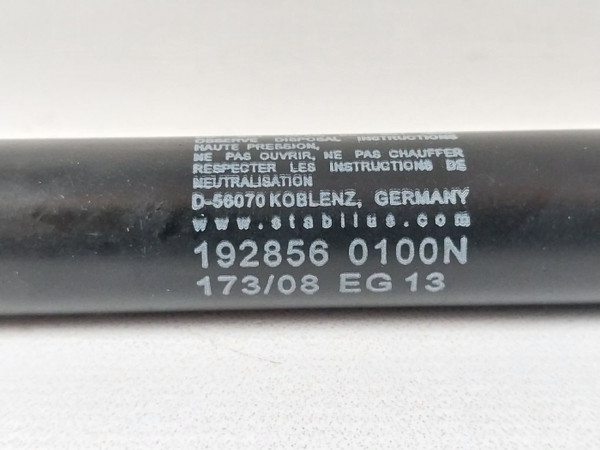 OBSERVE DISPOSAL INSTRUCTIONS
HAUTE PRESSION,
NE PAS OUVRIR, NE PAS CHAUFFER
RESPECTER LES INSTRUCTIONS DE
NEUTRALISATION
D-56070 KOBLENZ, GERMANY
www.stabilus.com
192856 0100N
173/08 EG 13